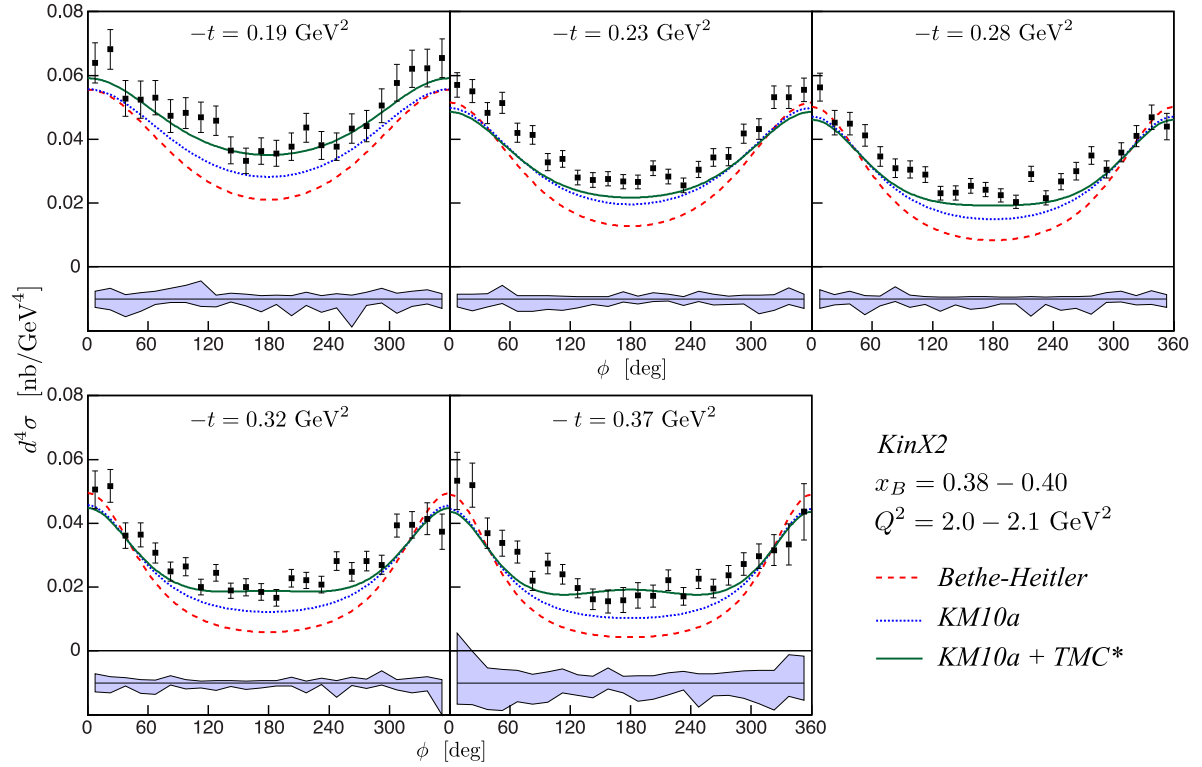 −t = 0.19 GeV²
−t = 0.23 GeV²
−t = 0.28 GeV²
0.08
0.06
0.04
0.02
0
0 60 120 180 240 300 0 60 120 180 240 300 0 60 120 180 240 300 360
ϕ [deg]
ϕ [deg]
d⁴σ [nb/GeV⁴]
−t = 0.32 GeV²
− t = 0.37 GeV²
0.08
0.06
0.04
0.02
0
0 60 120 180 240 300 0 60 120 180 240 300 360
ϕ [deg]
KinX2
x_B = 0.38 − 0.40
Q² = 2.0 − 2.1 GeV²
Bethe-Heitler
KM10a
KM10a + TMC*